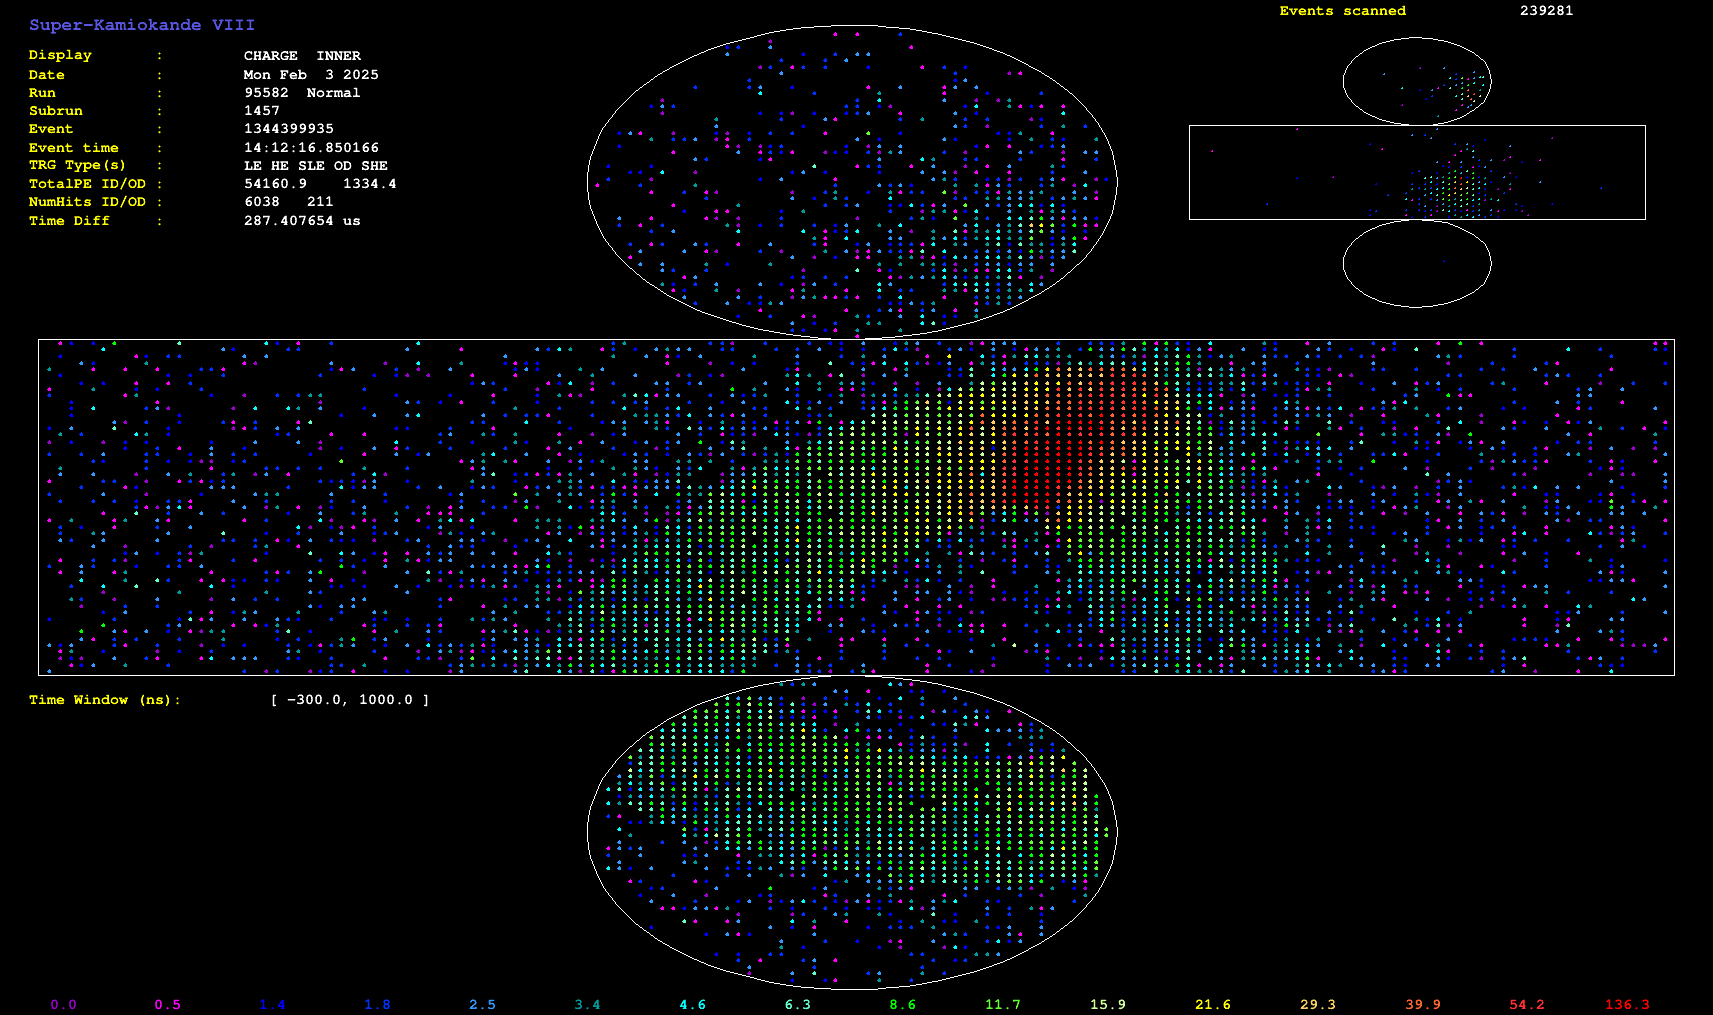 Super-Kamiokande VIII
Events scanned 239281
Display : CHARGE INNER
Date : Mon Feb 3 2025
Run : 95582 Normal
Subrun : 1457
Event : 1344399935
Event time : 14:12:16.850166
TRG Type(s) : LE HE SLE OD SHE
TotalPE ID/OD : 54160.9 1334.4
NumHits ID/OD : 6038 211
Time Diff : 287.407654 us
Time Window (ns): [ -300.0, 1000.0 ]
0.0 0.5 1.4 1.8 2.5 3.4 4.6 6.3 8.6 11.7 15.9 21.6 29.3 39.9 54.2 136.3